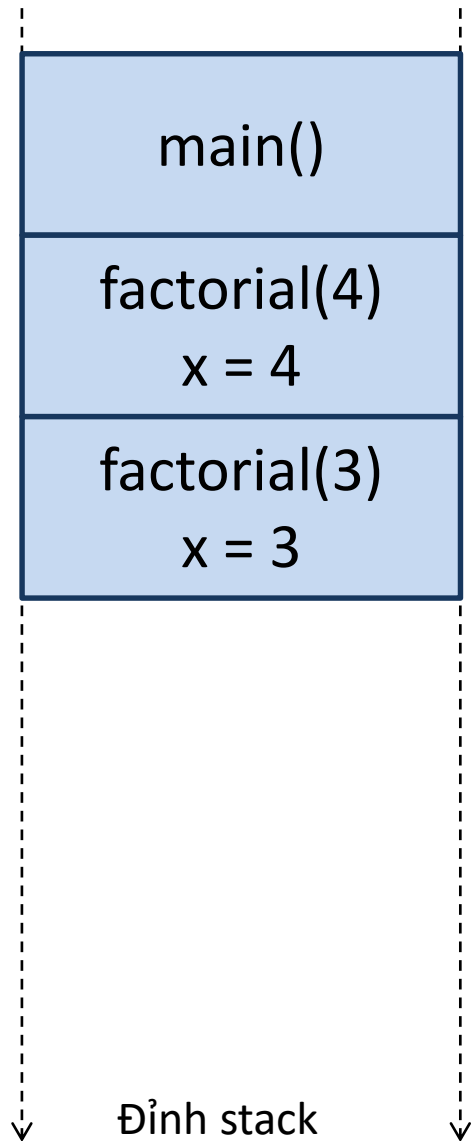 main()
factorial(4)
x = 4
factorial(3)
x = 3
Đỉnh stack